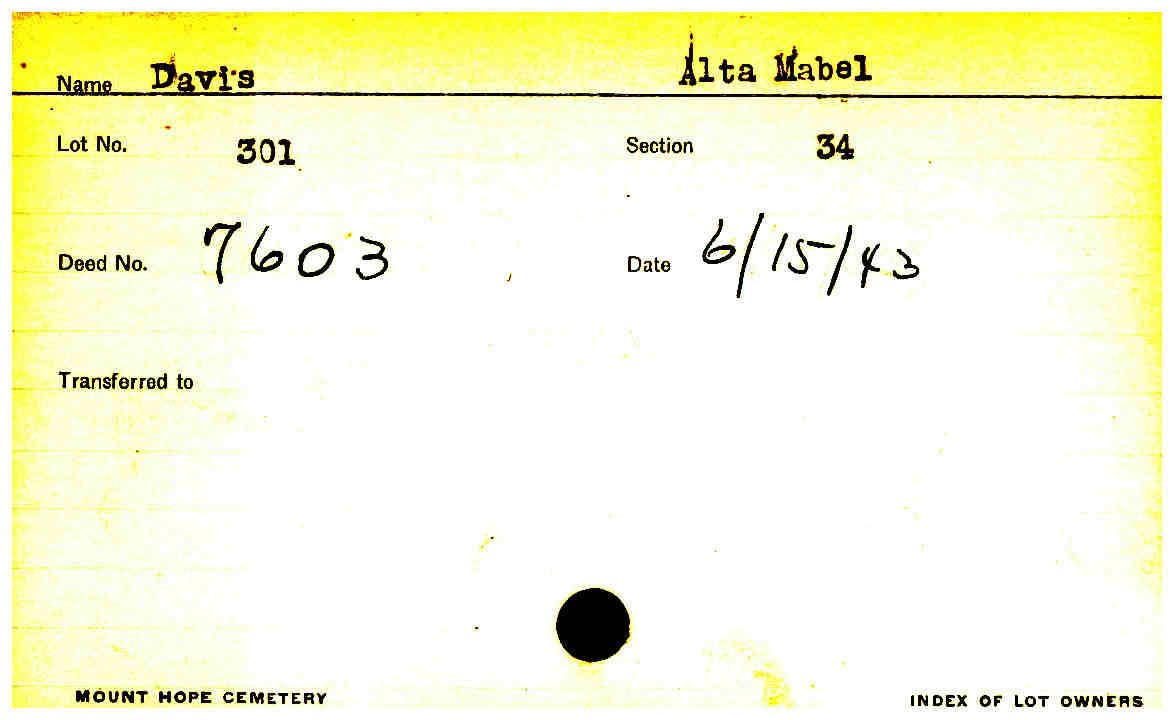 Name Davis Alta Mabel
Lot No. 301 Section 34
Deed No. 7603 Date 6/15/43
Transferred to
MOUNT HOPE CEMETERY INDEX OF LOT OWNERS